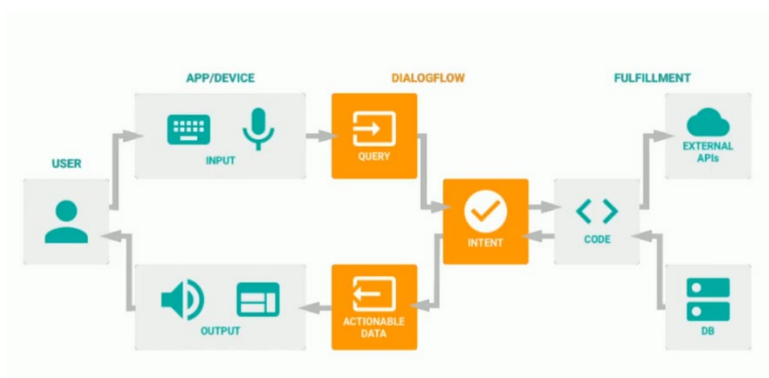 APP/DEVICE
DIALOGFLOW
FULFILLMENT
USER
INPUT
QUERY
EXTERNAL
APIs
INTENT
CODE
OUTPUT
ACTIONABLE
DATA
DB